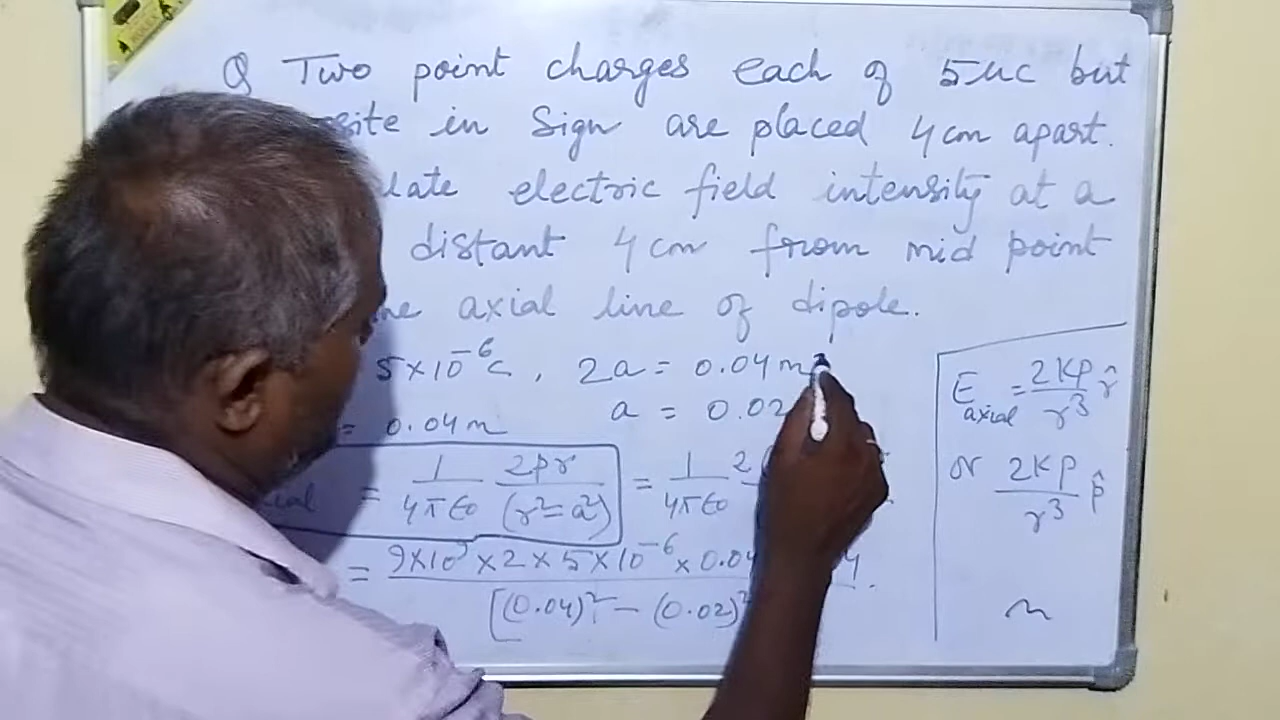 Q Two point charges each of 5μc but
site in Sign are placed 4cm apart.
late electric field intensity at a
distant 4cm from mid point
axial line of dipole.
5×10⁻⁶c, 2a = 0.04m
= 0.04m a = 0.02
= 1/4πε₀ 2pr/(r²=a²) = 1/4πε₀ 2
= 9×10⁹×2×5×10⁻⁶×0.04 4/[(0.04)²-(0.02)² .
E axial = 2Kp/r³ r̂
or 2Kp/r³ p̂